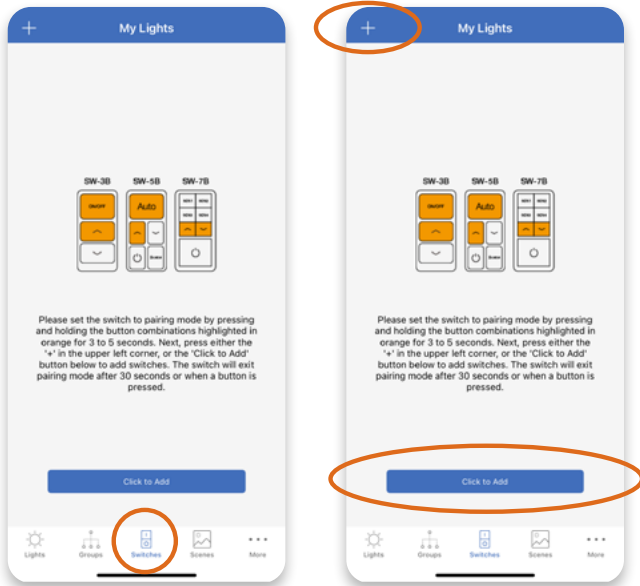 My Lights
SW-3B SW-5B SW-7B
ON/OFF
Auto
Please set the switch to pairing mode by pressing
and holding the button combinations highlighted in
orange for 3 to 5 seconds. Next, press either the
'+' in the upper left corner, or the 'Click to Add'
button below to add switches. The switch will exit
pairing mode after 30 seconds or when a button is
pressed.
Click to Add
Lights Groups Switches Scenes More
My Lights
SW-3B SW-5B SW-7B
ON/OFF
Auto
Please set the switch to pairing mode by pressing
and holding the button combinations highlighted in
orange for 3 to 5 seconds. Next, press either the
'+' in the upper left corner, or the 'Click to Add'
button below to add switches. The switch will exit
pairing mode after 30 seconds or when a button is
pressed.
Click to Add
Lights Groups Switches Scenes More